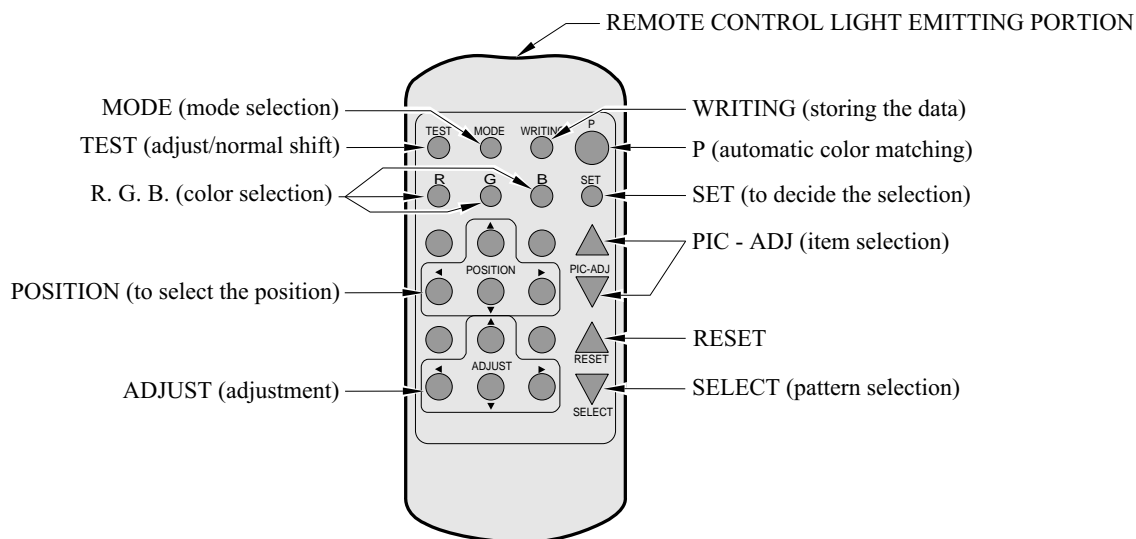 REMOTE CONTROL LIGHT EMITTING PORTION
MODE (mode selection)
WRITING (storing the data)
TEST (adjust/normal shift)
P (automatic color matching)
R. G. B. (color selection)
SET (to decide the selection)
PIC - ADJ (item selection)
POSITION (to select the position)
RESET
ADJUST (adjustment)
SELECT (pattern selection)
TEST MODE WRITING P
R G B SET
POSITION PIC-ADJ
ADJUST RESET
SELECT